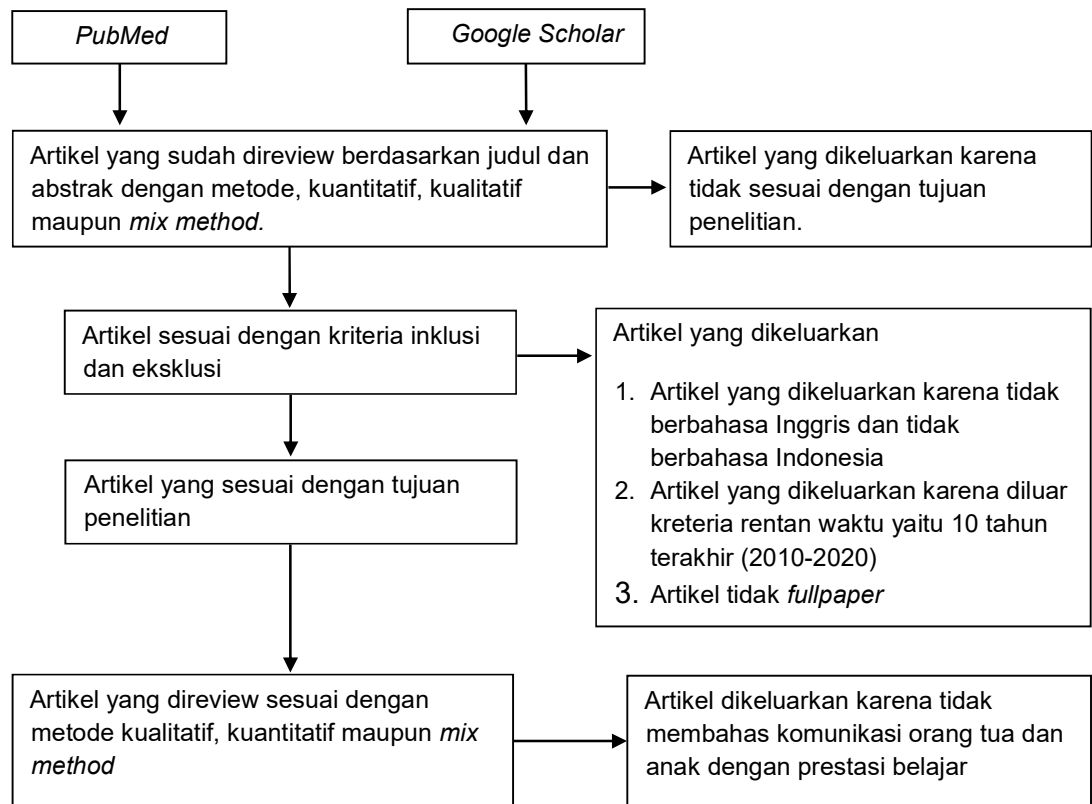 PubMed
Google Scholar
Artikel yang sudah direview berdasarkan judul dan
abstrak dengan metode, kuantitatif, kualitatif
maupun mix method.
Artikel yang dikeluarkan karena
tidak sesuai dengan tujuan
penelitian.
Artikel sesuai dengan kriteria inklusi
dan eksklusi
Artikel yang dikeluarkan
1. Artikel yang dikeluarkan karena tidak
berbahasa Inggris dan tidak
berbahasa Indonesia
2. Artikel yang dikeluarkan karena diluar
kreteria rentan waktu yaitu 10 tahun
terakhir (2010-2020)
3. Artikel tidak fullpaper
Artikel yang sesuai dengan tujuan
penelitian
Artikel yang direview sesuai dengan
metode kualitatif, kuantitatif maupun mix
method
Artikel dikeluarkan karena tidak
membahas komunikasi orang tua dan
anak dengan prestasi belajar